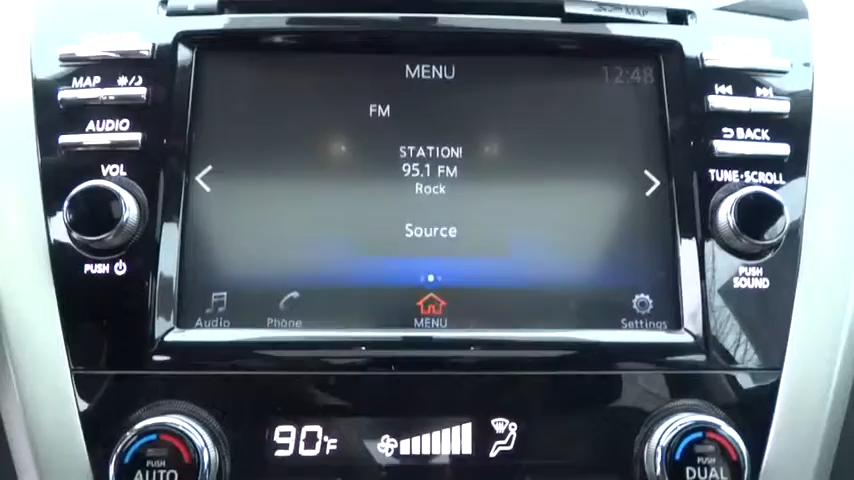 MAP
MENU
12:48
MAP
AUDIO
VOL
PUSH
FM
STATION!
95.1 FM
Rock
Source
BACK
TUNE·SCROLL
PUSH
SOUND
Audio
Phone
MENU
Settings
90°F
PUSH
AUTO
PUSH
DUAL